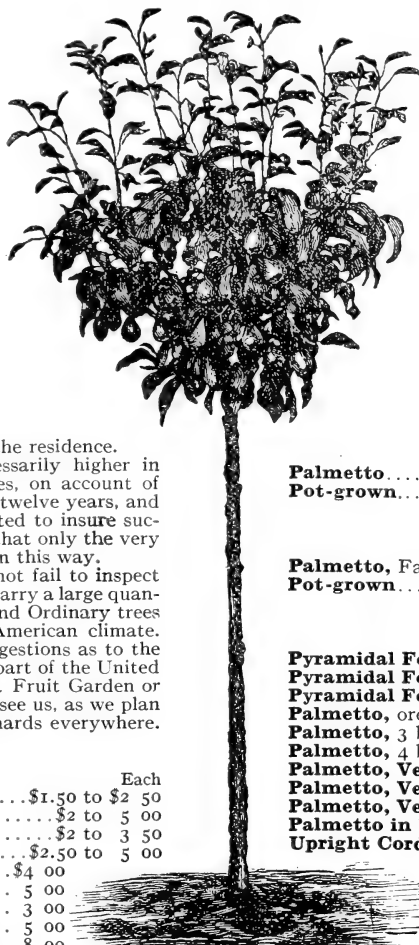 he residence.
essarily higher in
es, on account of
twelve years, and
ted to insure suc-
hat only the very
n this way.
not fail to inspect
arry a large quan-
nd Ordinary trees
American climate.
gestions as to the
part of the United
. Fruit Garden or
see us, as we plan
hards everywhere.
Each
...$1.50 to $2 50
......$2 to 5 00
......$2 to 3 50
...$2.50 to 5 00
..$4 00
. 5 00
. 3 00
. 5 00
. 8 00
Palmetto....
Pot-grown...
Palmetto, Fa
Pot-grown...
Pyramidal Fo
Pyramidal Fo
Pyramidal Fo
Palmetto, ord
Palmetto, 3 b
Palmetto, 4 b
Palmetto, Ve
Palmetto, Ve
Palmetto, Ve
Palmetto in
Upright Cord